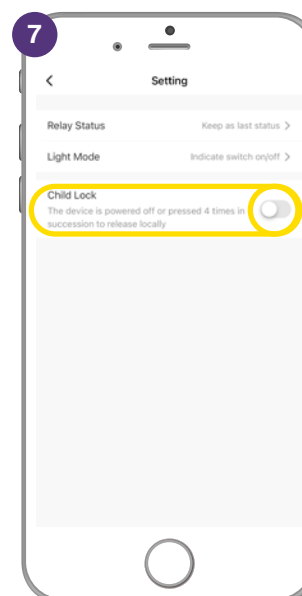 7
Setting
Relay Status Keep as last status >
Light Mode Indicate switch on/off >
Child Lock
The device is powered off or pressed 4 times in
succession to release locally